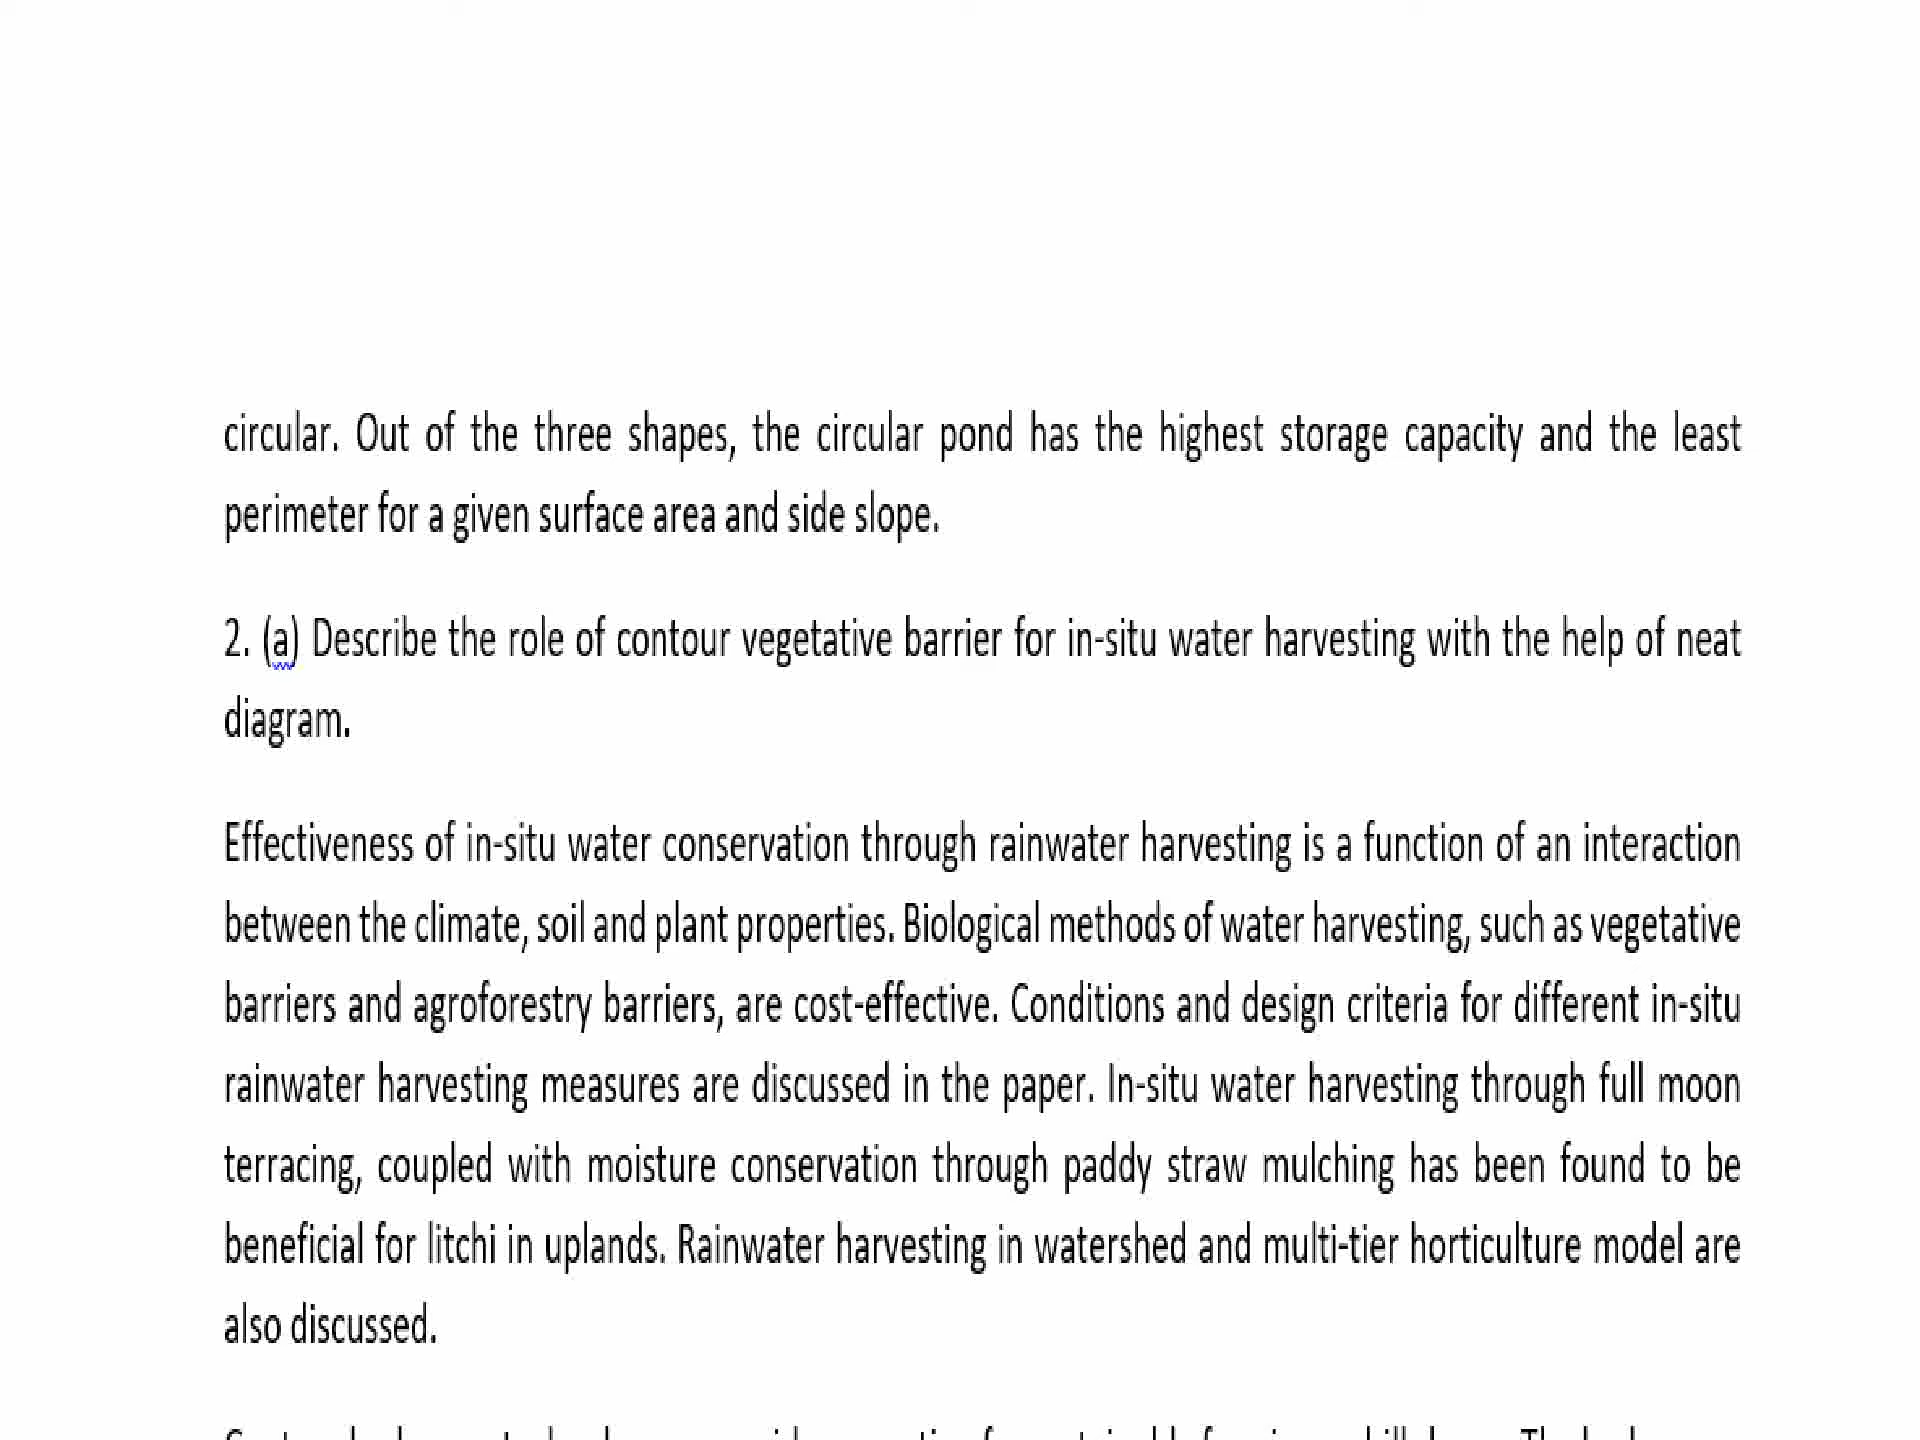 circular. Out of the three shapes, the circular pond has the highest storage capacity and the least
perimeter for a given surface area and side slope.
2. (a) Describe the role of contour vegetative barrier for in-situ water harvesting with the help of neat
diagram.
Effectiveness of in-situ water conservation through rainwater harvesting is a function of an interaction
between the climate, soil and plant properties. Biological methods of water harvesting, such as vegetative
barriers and agroforestry barriers, are cost-effective. Conditions and design criteria for different in-situ
rainwater harvesting measures are discussed in the paper. In-situ water harvesting through full moon
terracing, coupled with moisture conservation through paddy straw mulching has been found to be
beneficial for litchi in uplands. Rainwater harvesting in watershed and multi-tier horticulture model are
also discussed.